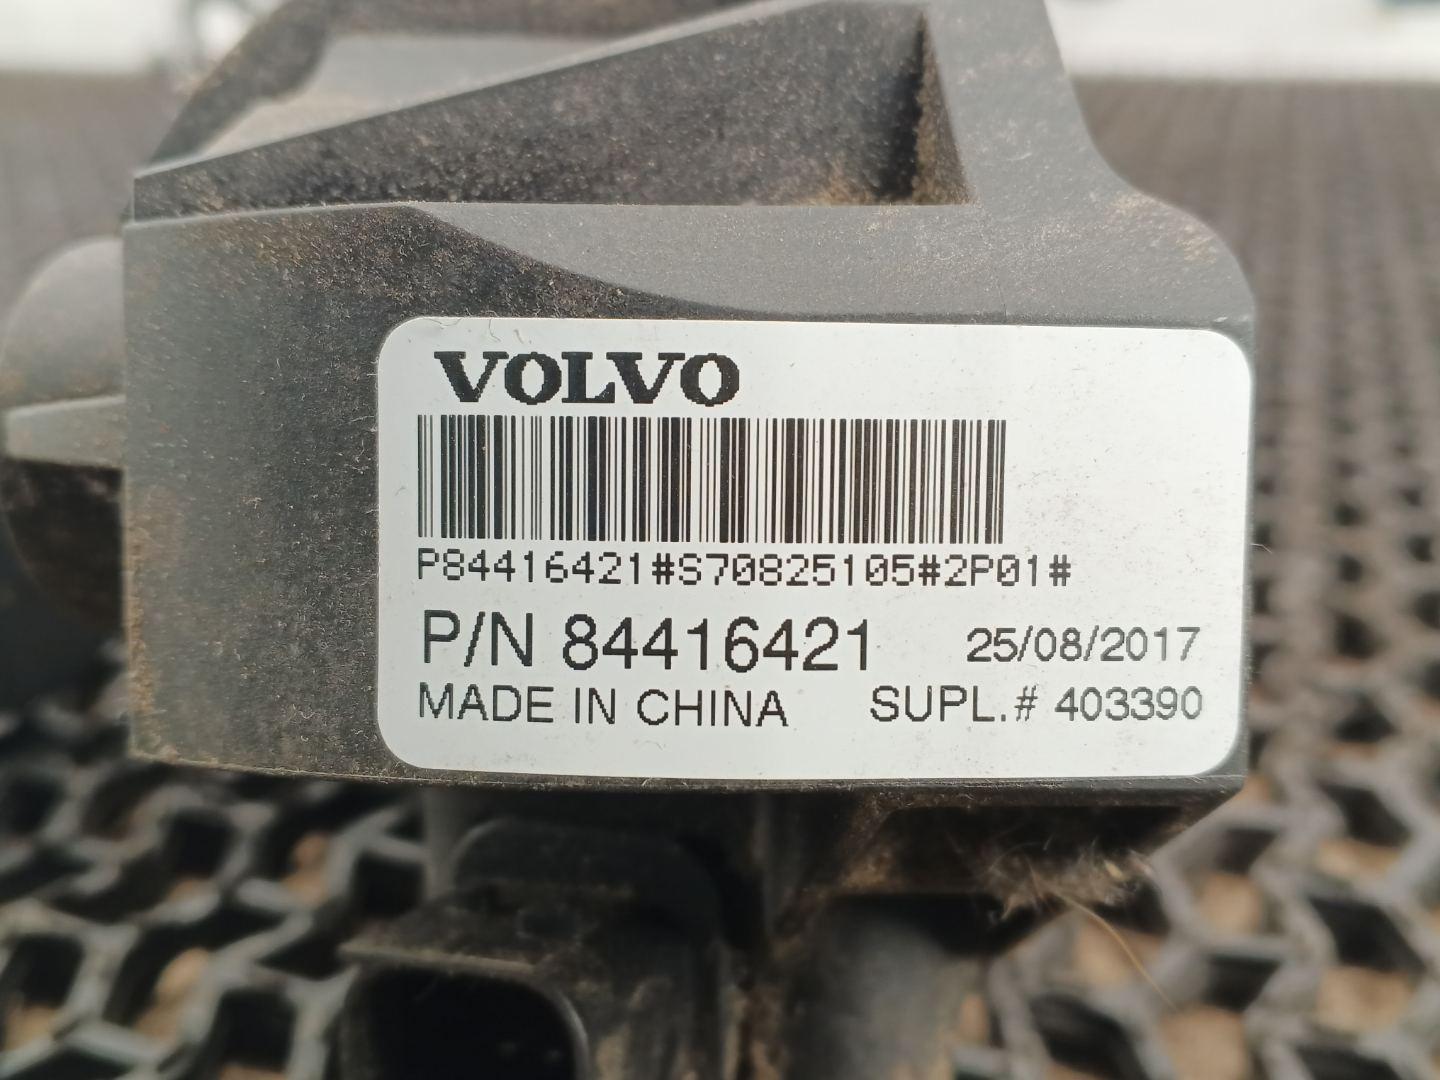 VOLVO
P84416421#S70825105#2P01#
P/N 84416421 25/08/2017
MADE IN CHINA SUPL.# 403390